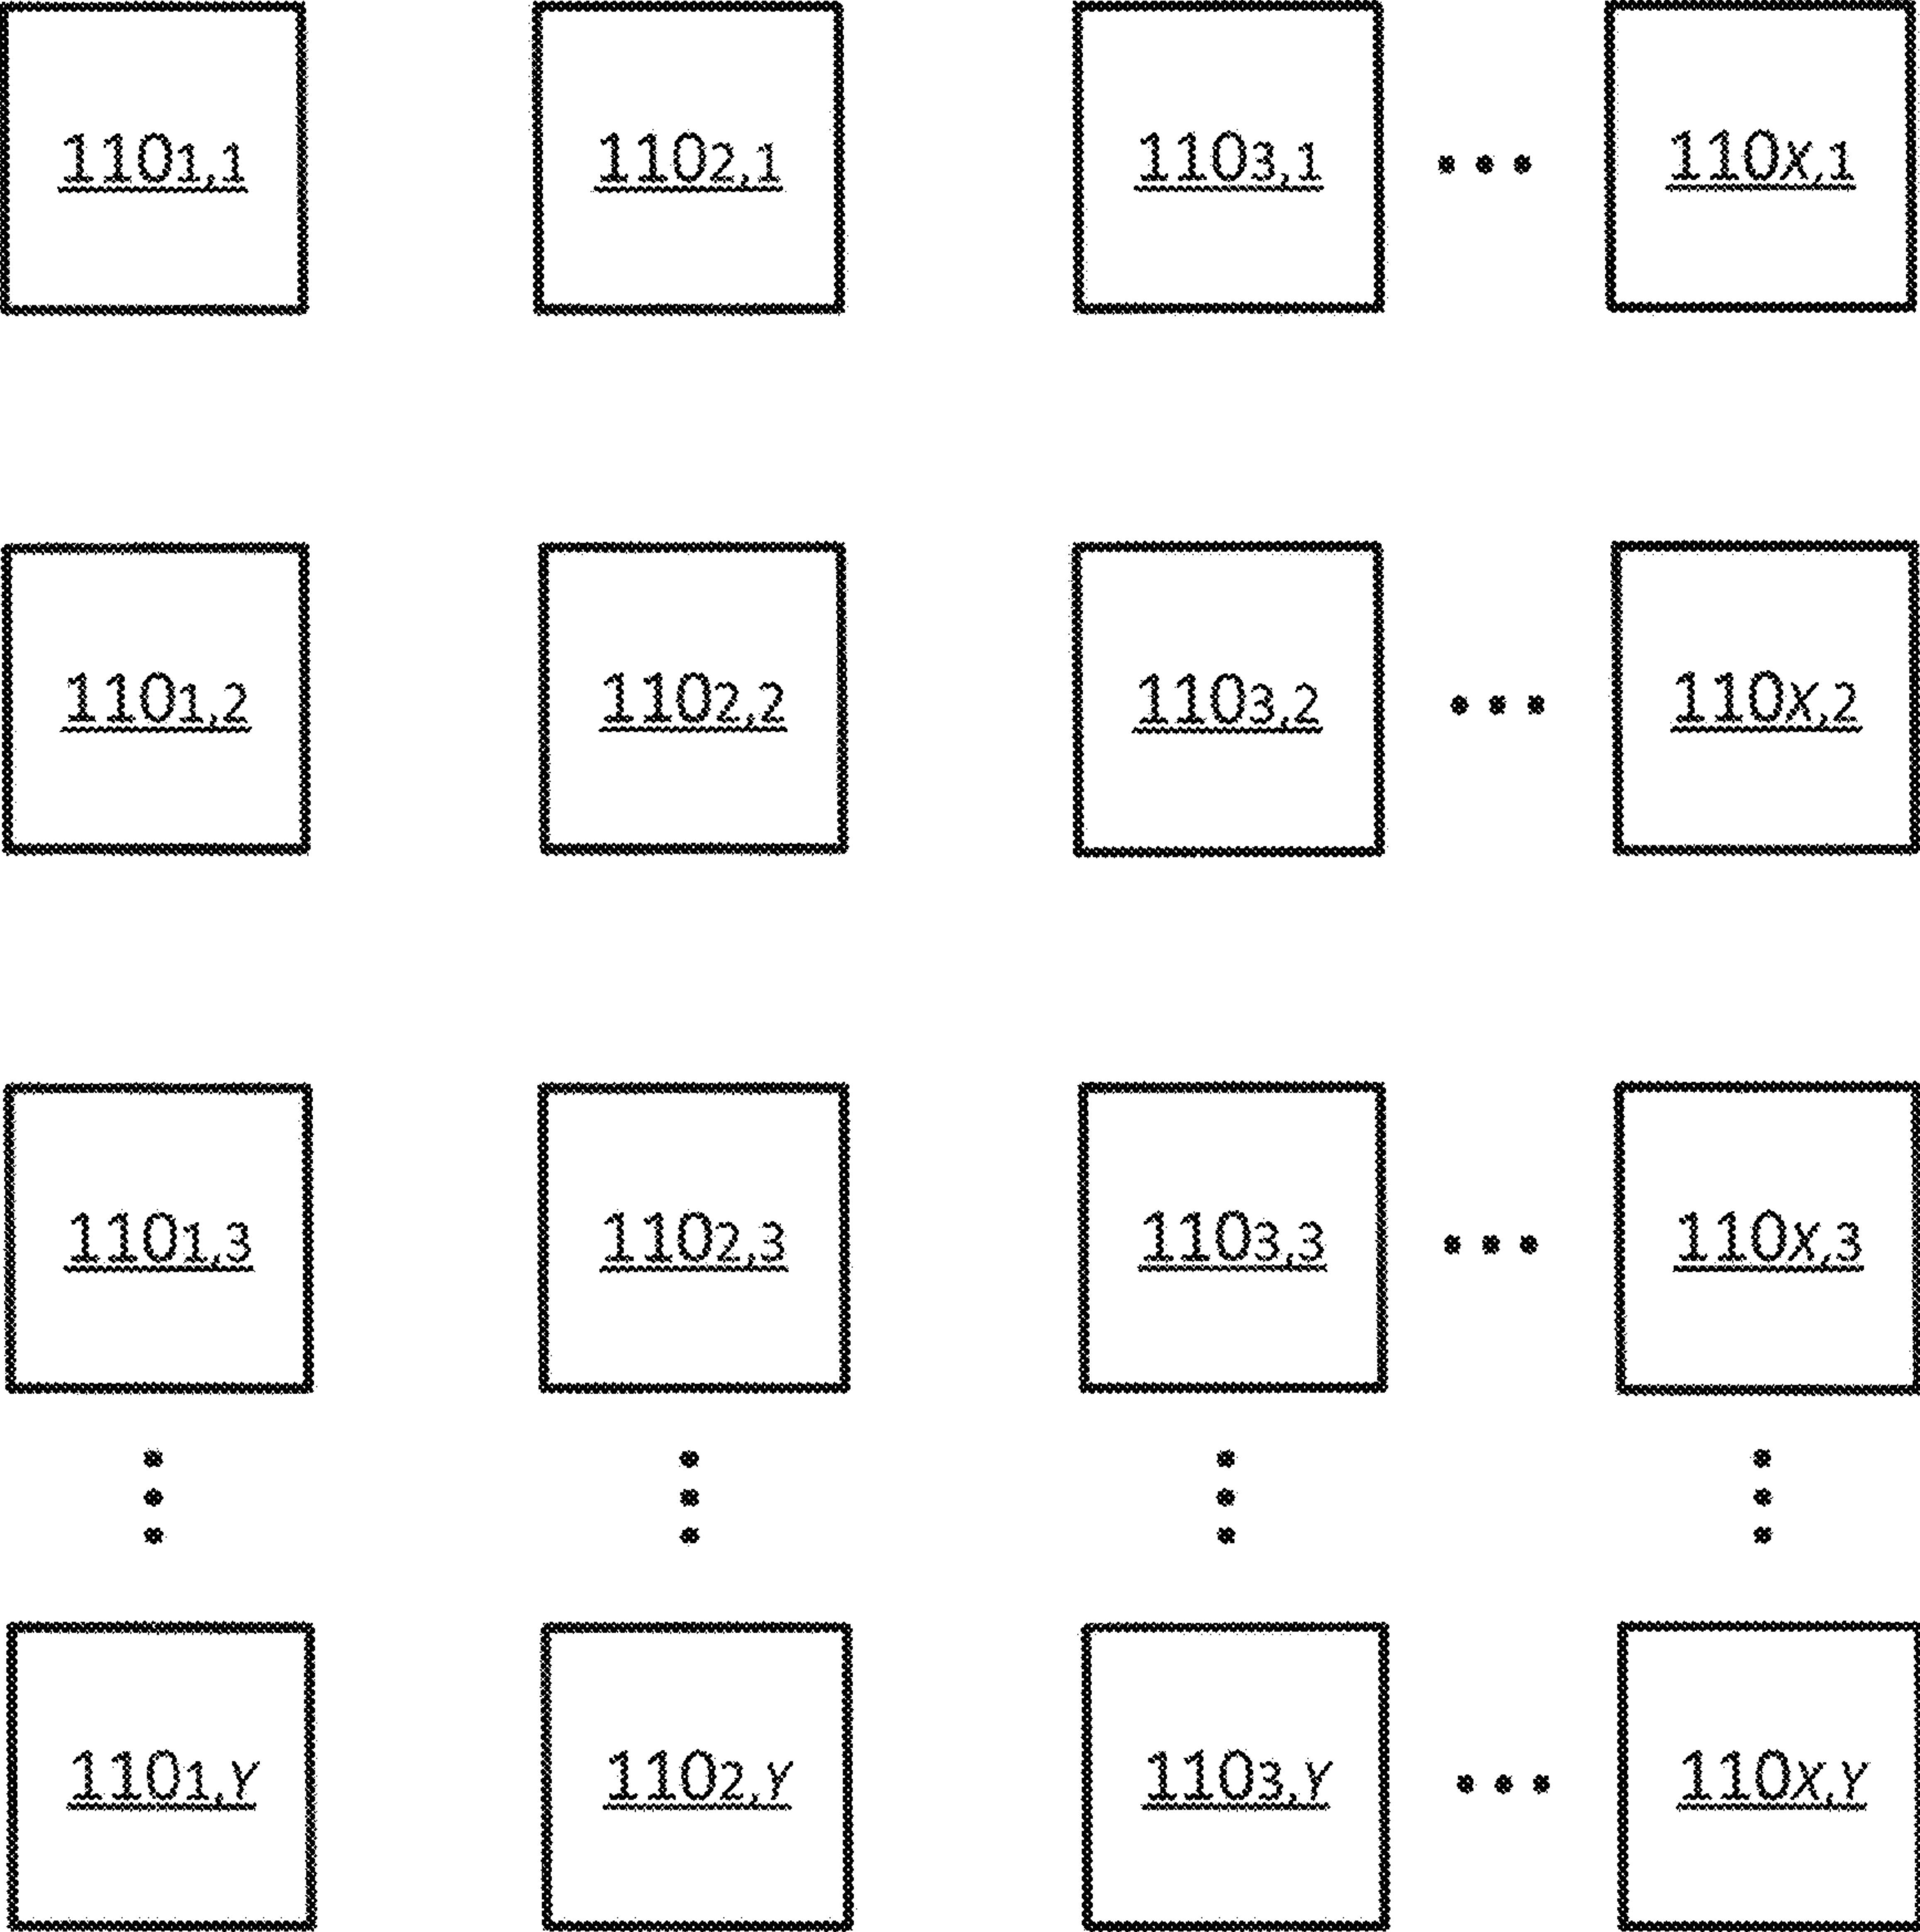 110₁,₁ 110₂,₁ 110₃,₁ ••• 110X,₁
110₁,₂ 110₂,₂ 110₃,₂ ••• 110X,₂
110₁,₃ 110₂,₃ 110₃,₃ ••• 110X,₃
110₁,Y 110₂,Y 110₃,Y ••• 110X,Y